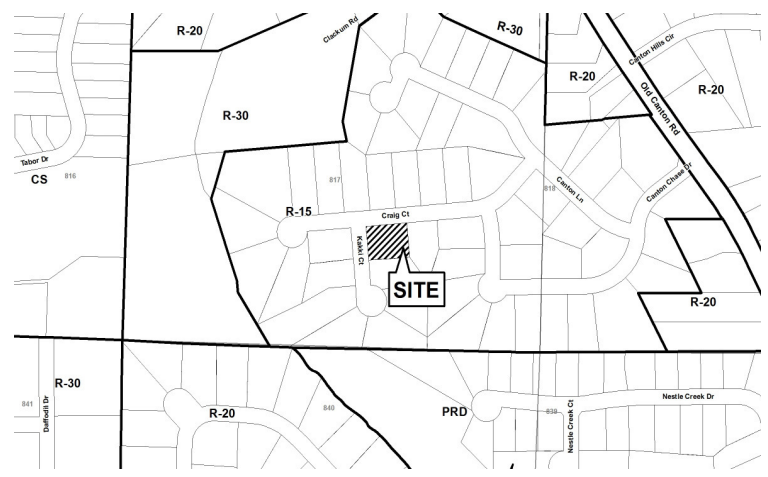 R-20
Clackum Rd
R-30
Canton Hills Cir
R-20
R-20
Old Canton Rd
R-30
Tabor Dr
CS
816
817
818
Canton Ln
Canton Chase Dr
R-15
Craig Ct
Kakki Ct
SITE
R-20
R-30
841
Daffodil Dr
R-20
840
PRD
839
Nestle Creek Dr
Nestle Creek Ct